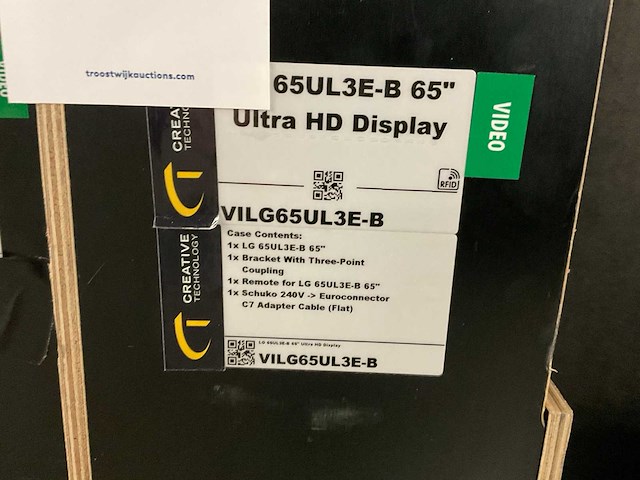 troostwijkauctions.com
65UL3E-B 65"
Ultra HD Display
VIDEO
RFID
VILG65UL3E-B
CREATIVE
TECHNOLOGY
Case Contents:
1x LG 65UL3E-B 65"
1x Bracket With Three-Point
Coupling
1x Remote for LG 65UL3E-B 65"
1x Schuko 240V -> Euroconnector
C7 Adapter Cable (Flat)
LG 65UL3E-B 65" Ultra HD Display
VILG65UL3E-B